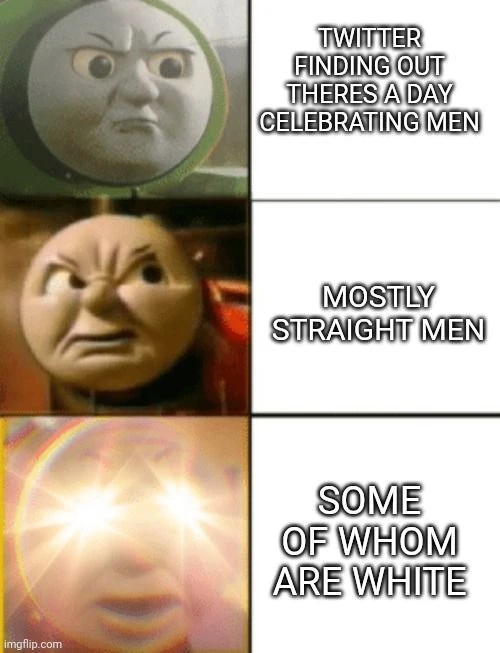 TWITTER
FINDING OUT
THERES A DAY
CELEBRATING MEN
MOSTLY
STRAIGHT MEN
SOME
OF WHOM
ARE WHITE
imgflip.com